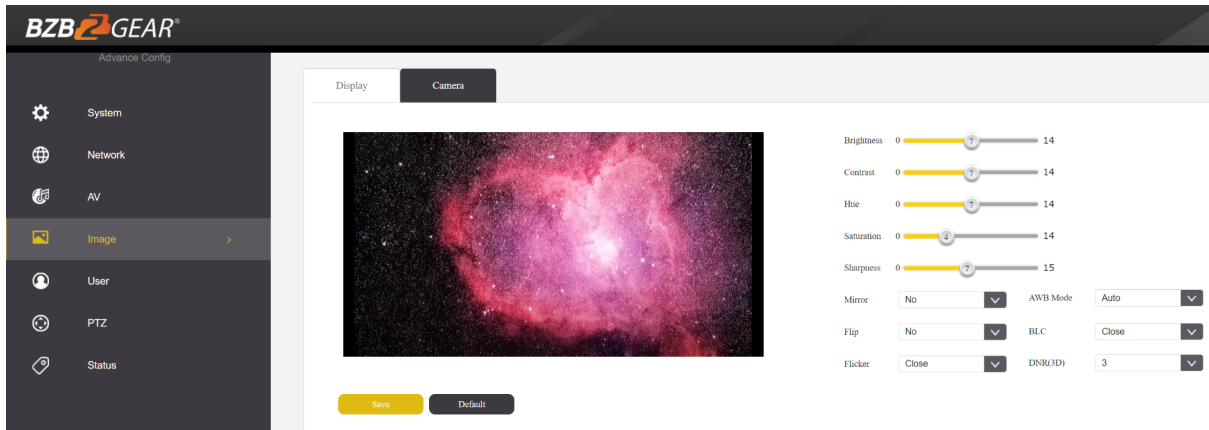 BZBGEAR®
Advance Config
System
Network
AV
Image >
User
PTZ
Status
Display Camera
Brightness 0 7 14
Contrast 0 7 14
Hue 0 7 14
Saturation 0 4 14
Sharpness 0 7 15
Mirror No AWB Mode Auto
Flip No BLC Close
Flicker Close DNR(3D) 3
Save Default